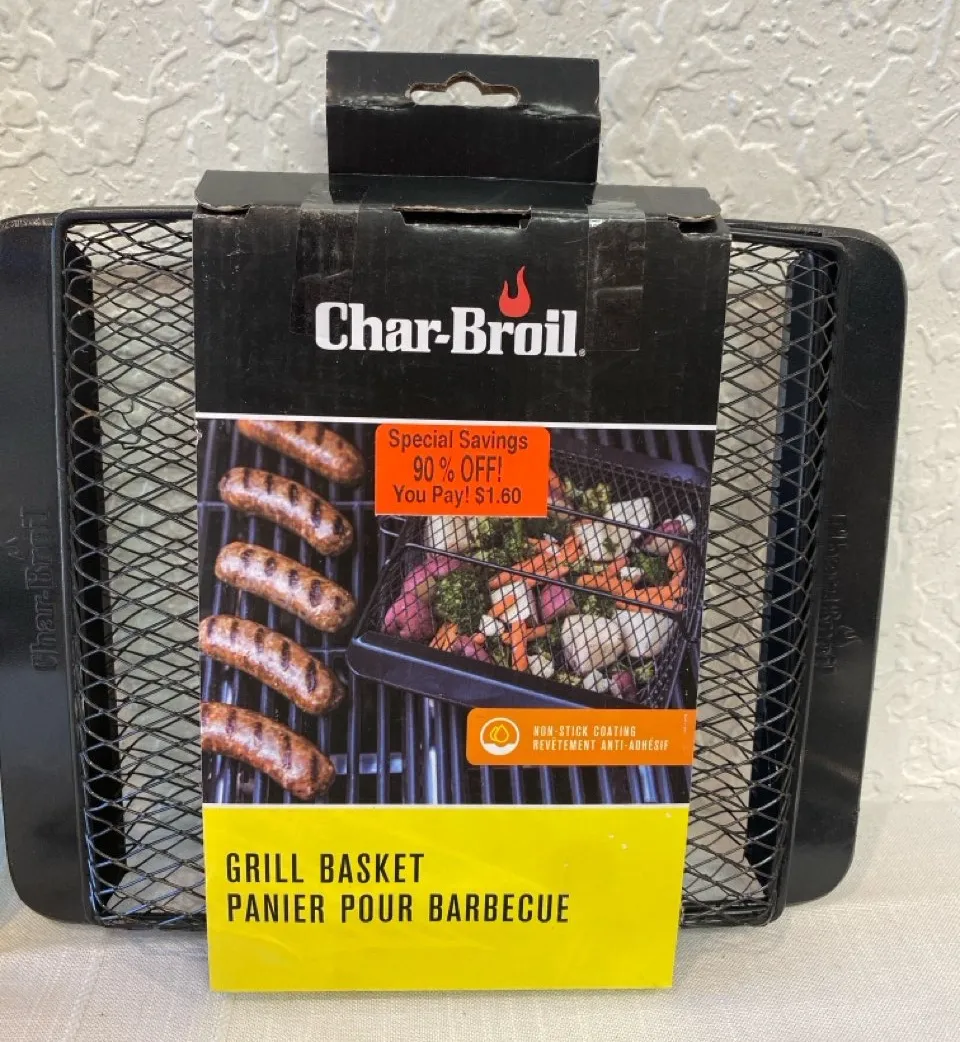 Char-Broil®
Special Savings
90 % OFF!
You Pay! $1.60
NON-STICK COATING
REVÊTEMENT ANTI-ADHÉSIF
GRILL BASKET
PANIER POUR BARBECUE
Char-Broil